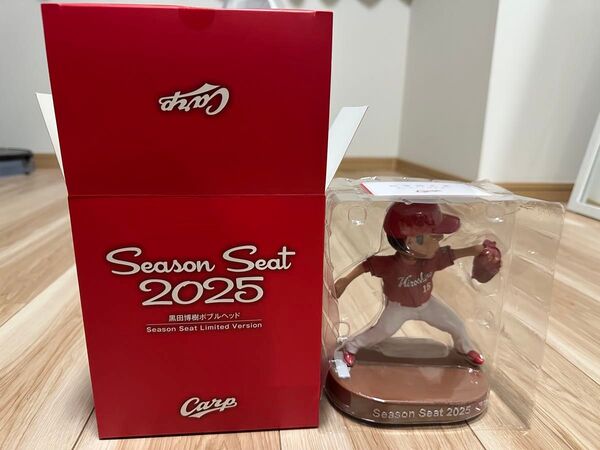 Carp
Season Seat
2025
黒田博樹ボブルヘッド
Season Seat Limited Version
Carp
Hiroshima
15
Season Seat 2025